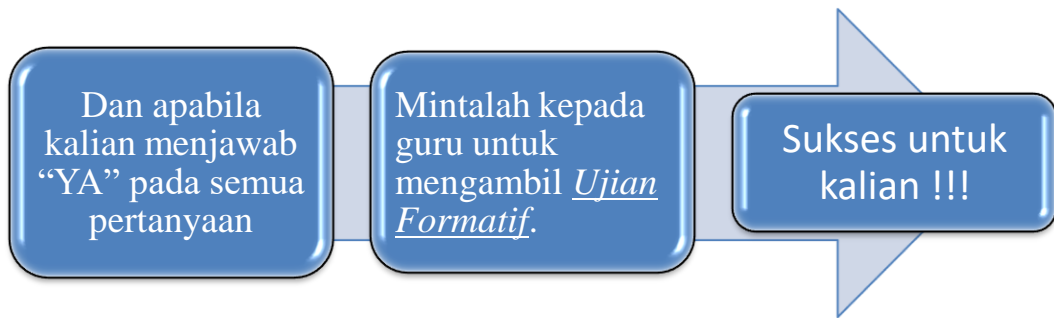 Dan apabila
kalian menjawab
“YA” pada semua
pertanyaan
Mintalah kepada
guru untuk
mengambil Ujian
Formatif.
Sukses untuk
kalian !!!